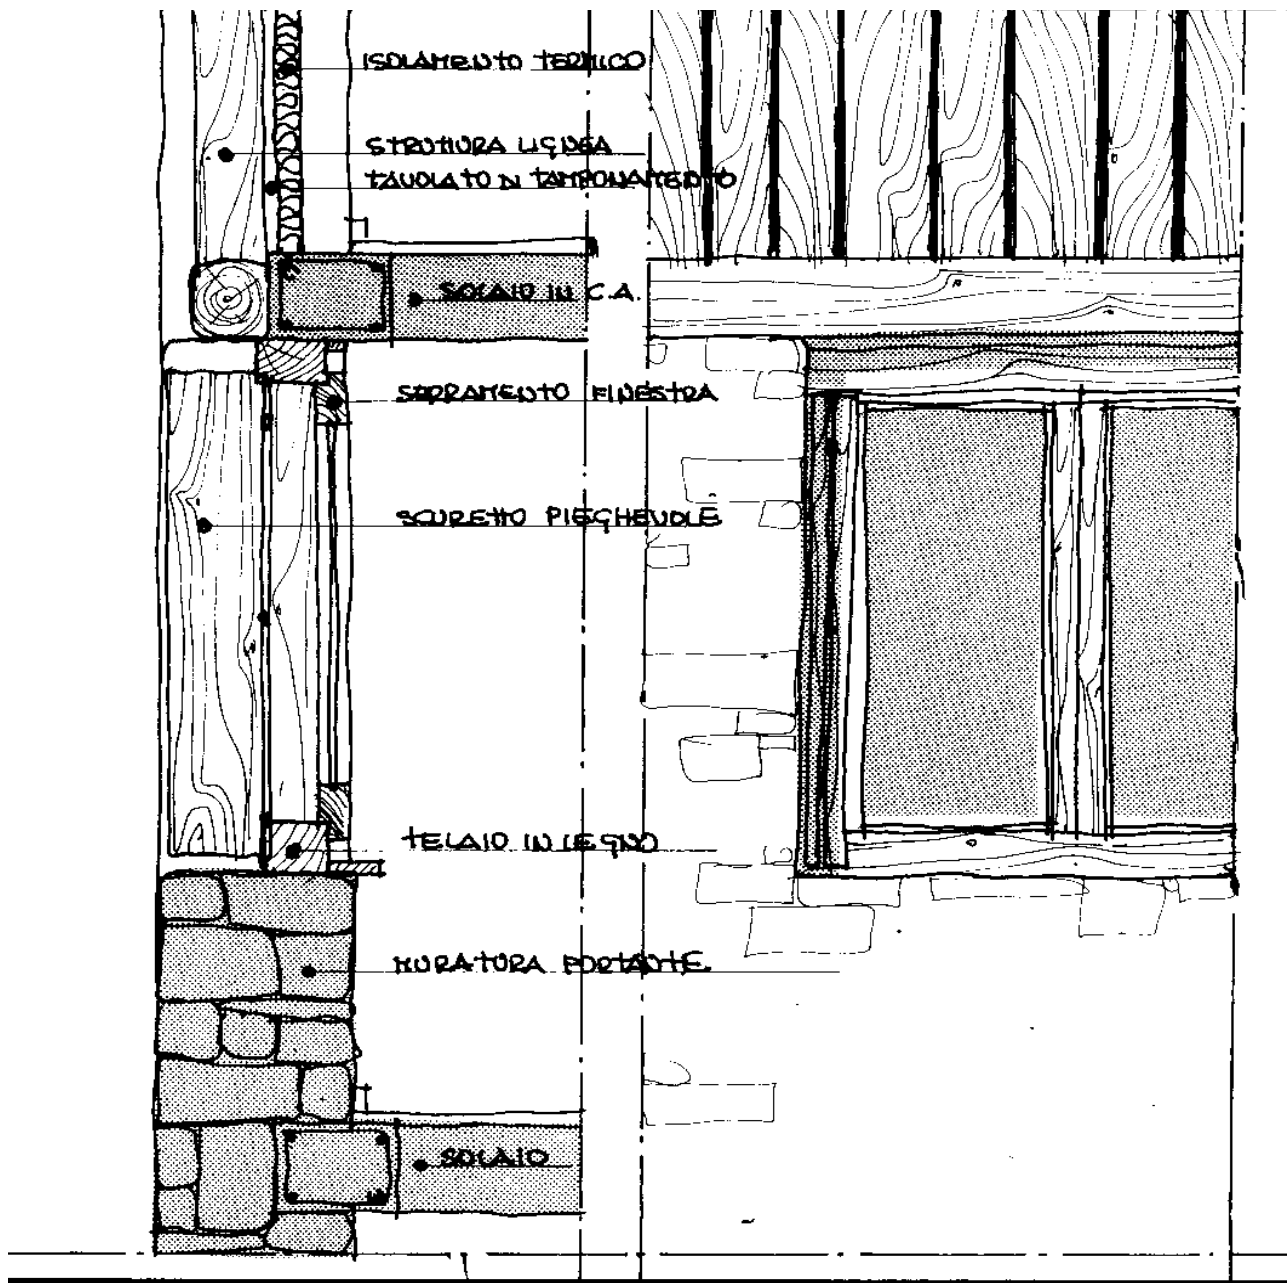 ISOLAMENTO TERMICO
STRUTTURA LIGNEA
TAVOLATO DI TAMPONAMENTO
SOLAIO IN C.A.
SERRAMENTO FINESTRA
SCURETTO PIEGHEVOLE
TELAIO IN LEGNO
MURATURA PORTANTE.
SOLAIO